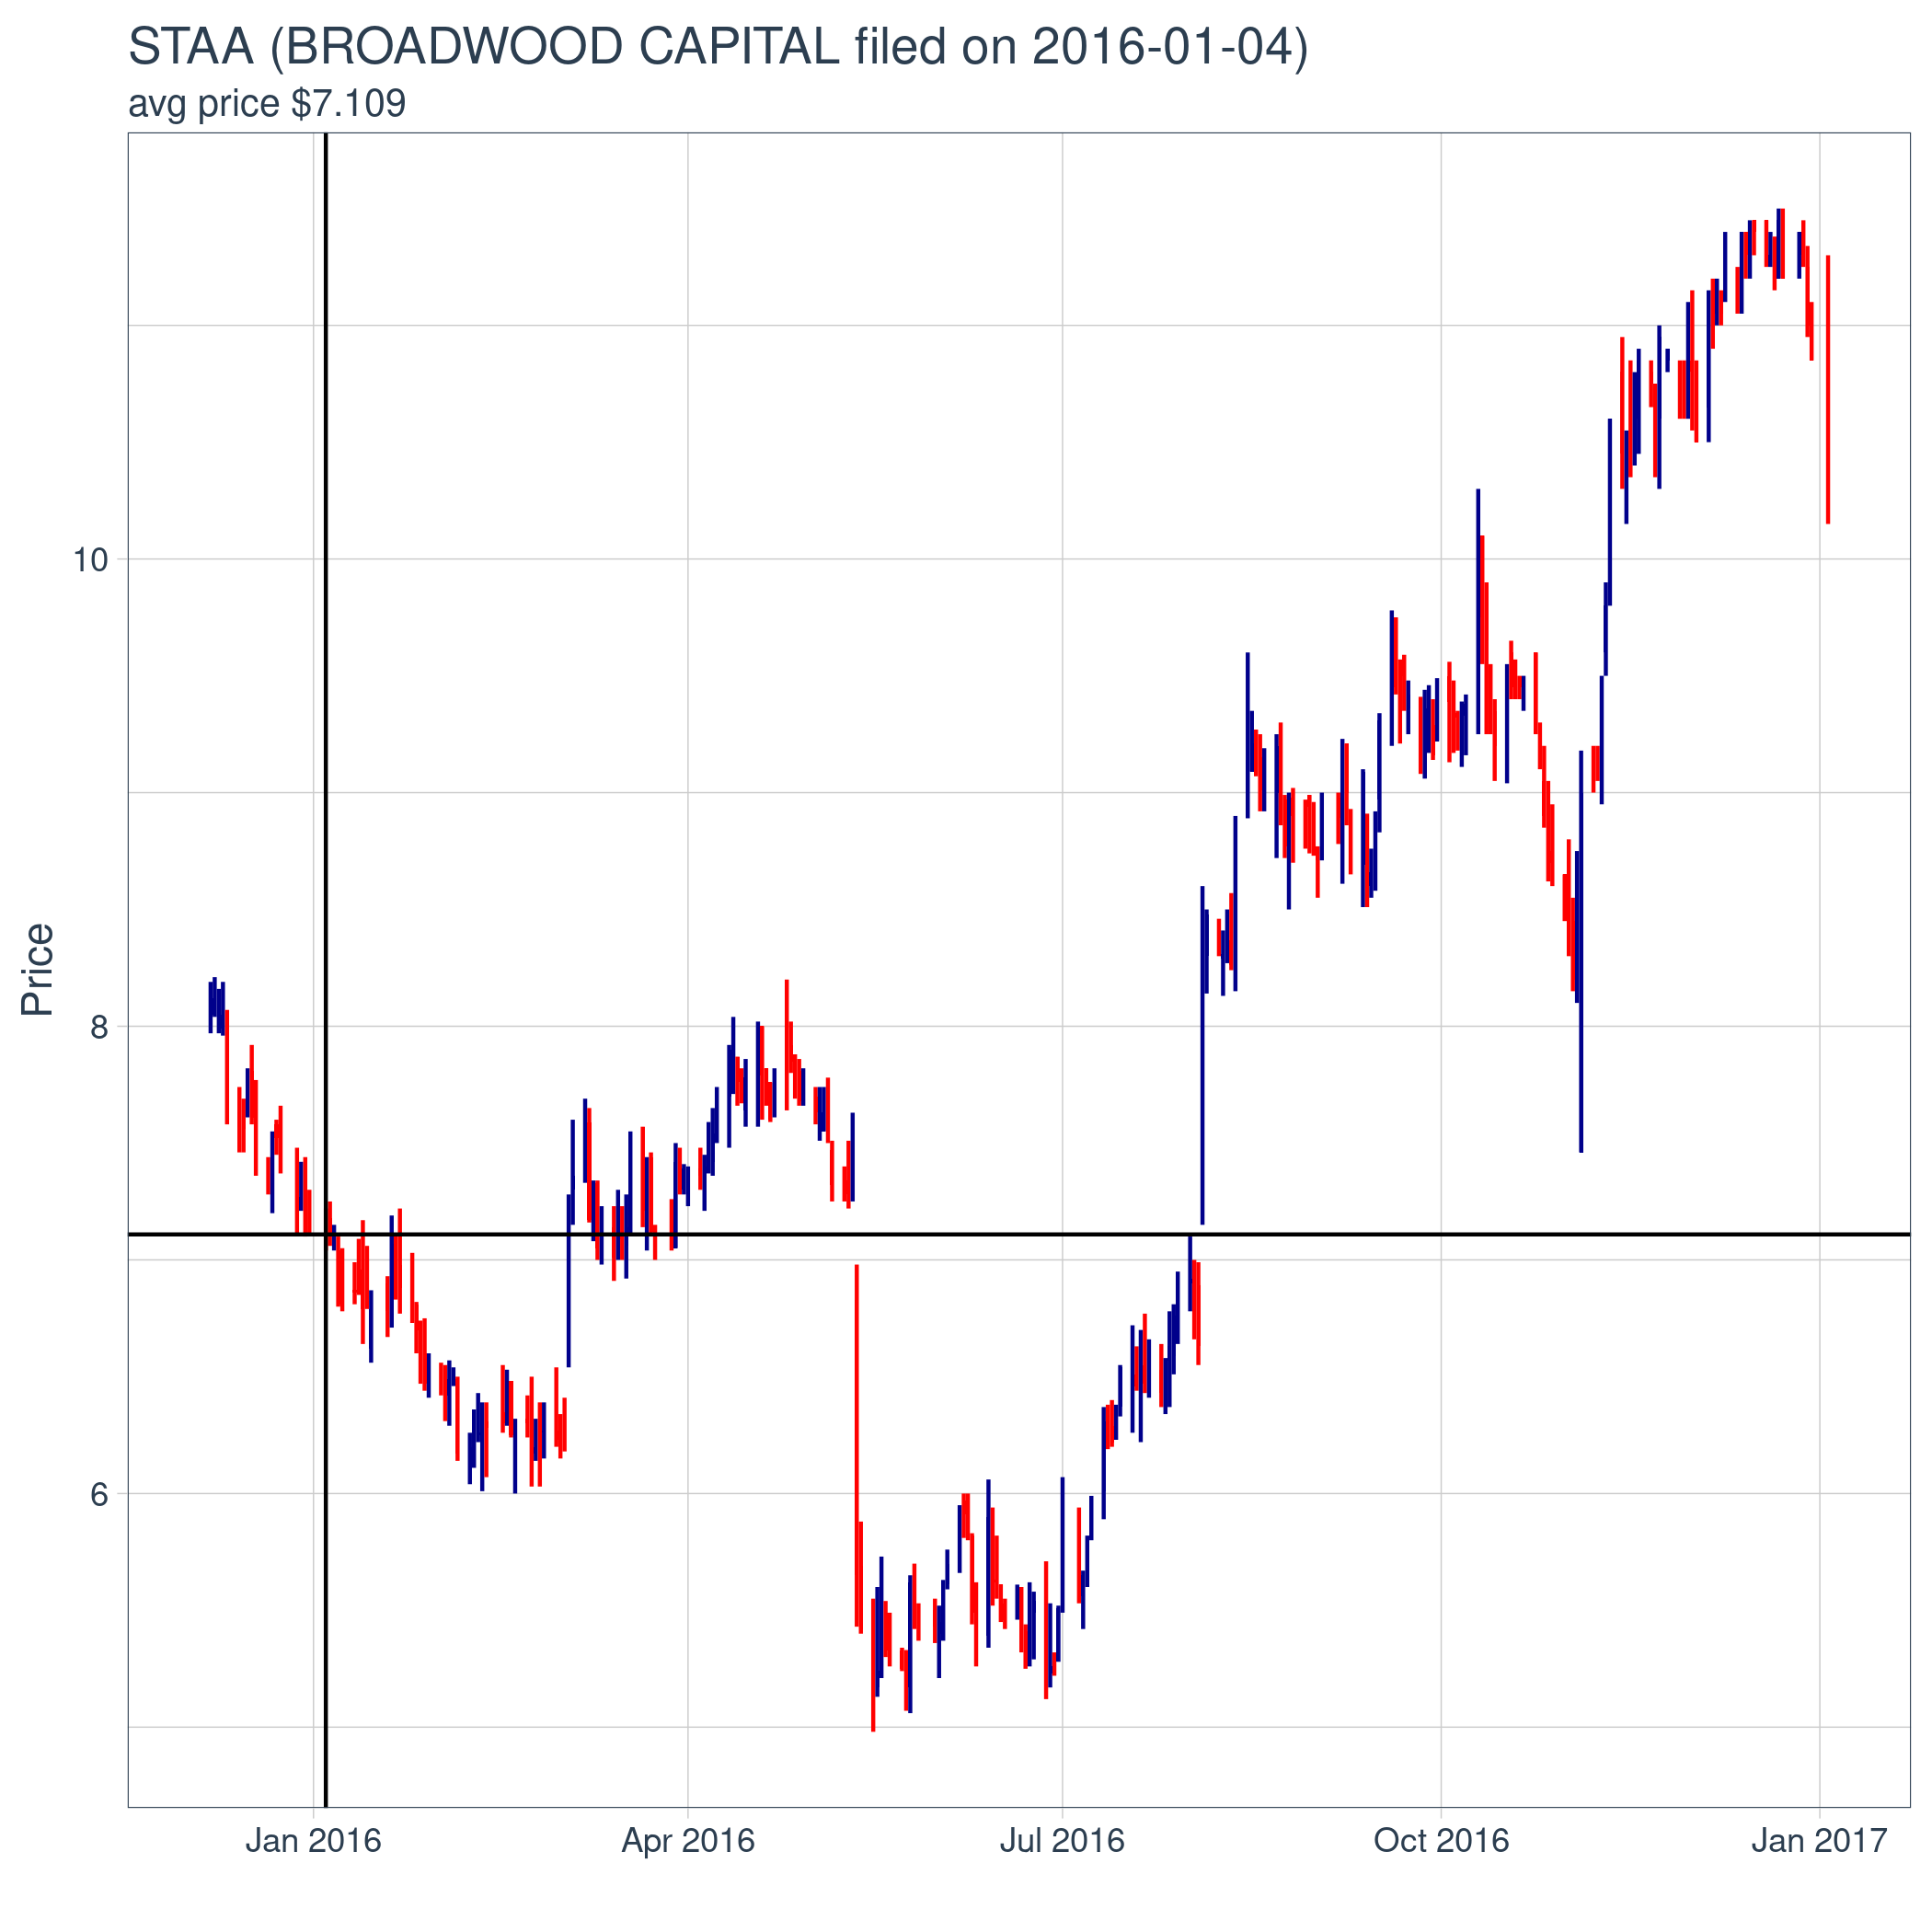 STAA (BROADWOOD CAPITAL filed on 2016-01-04)
avg price $7.109
Price
10
8
6
Jan 2016
Apr 2016
Jul 2016
Oct 2016
Jan 2017